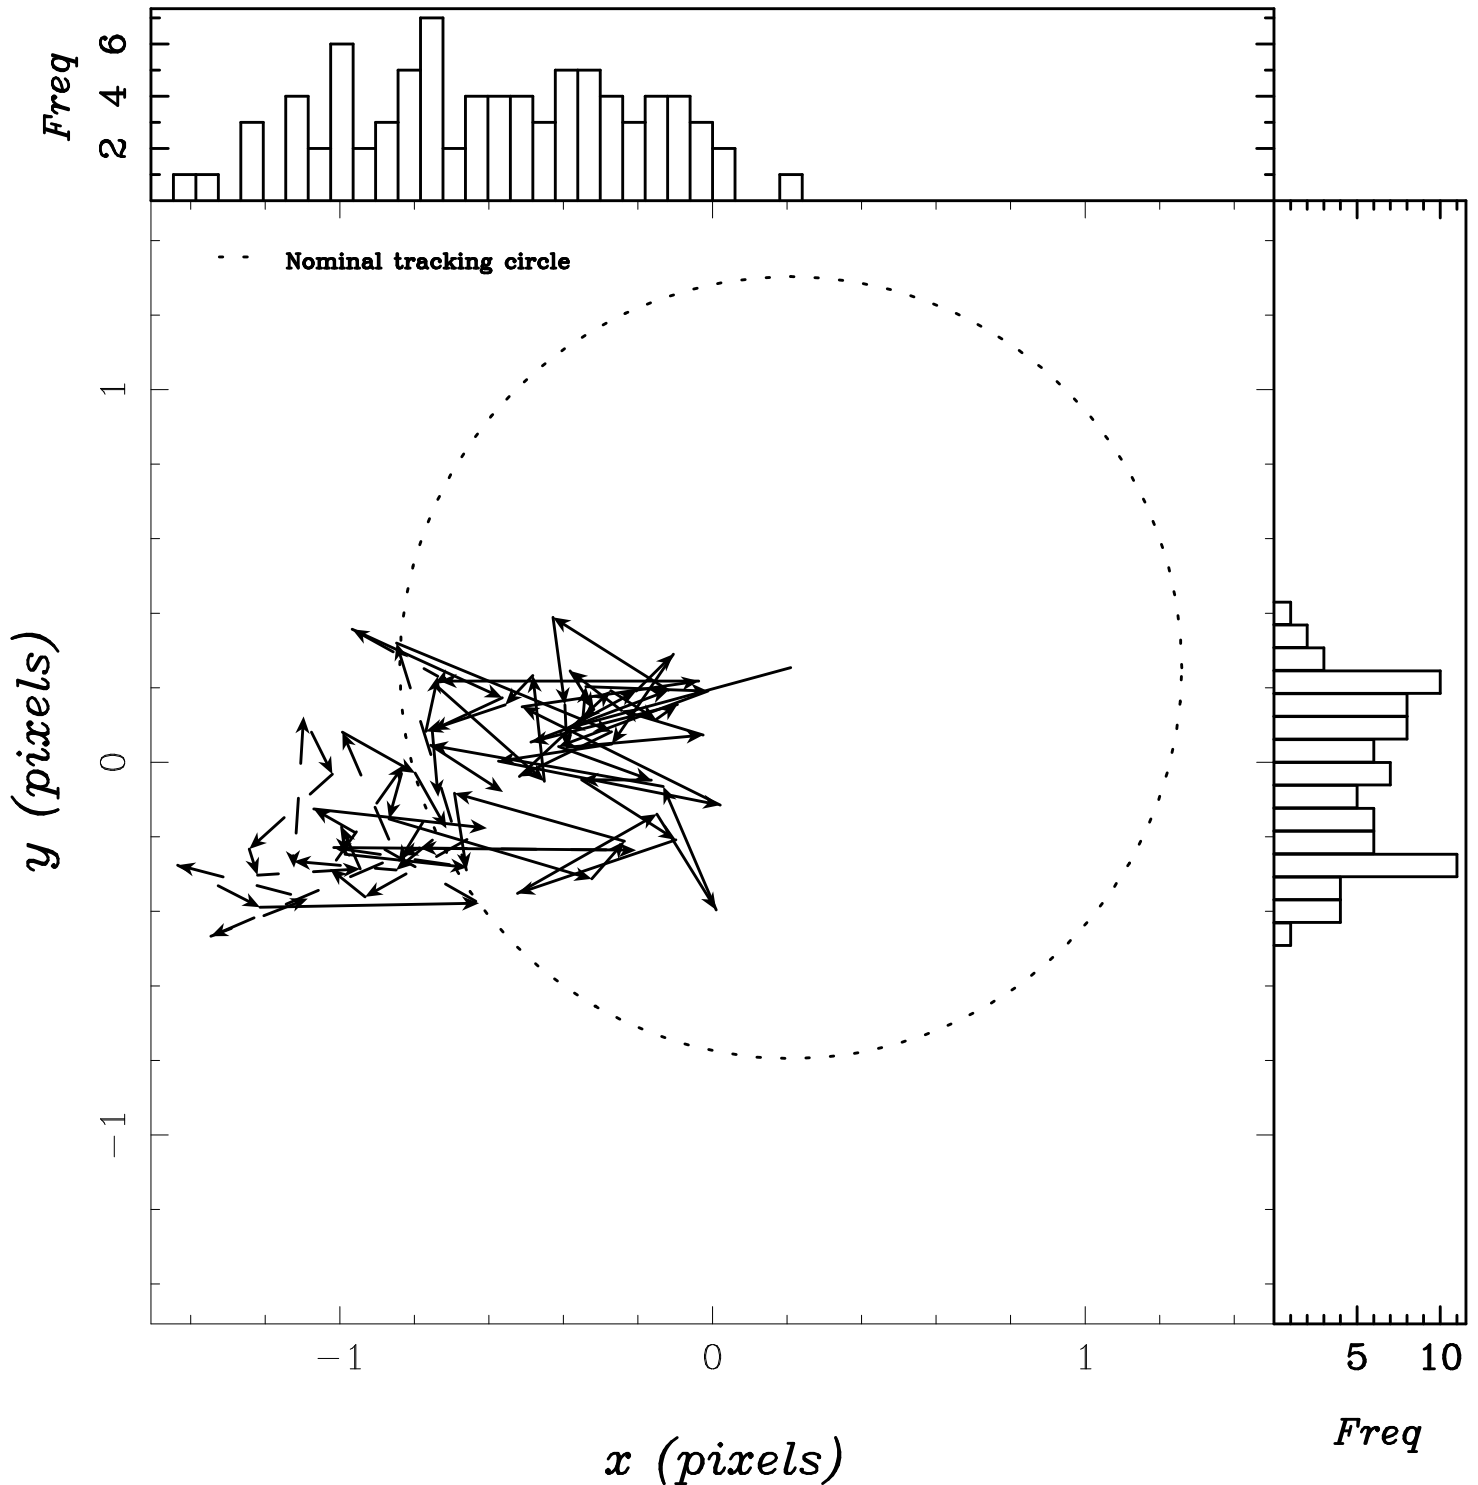 Freq
6
4
2
Nominal tracking circle
1
0
−1
y (pixels)
−1
0
1
5
10
x (pixels)
Freq